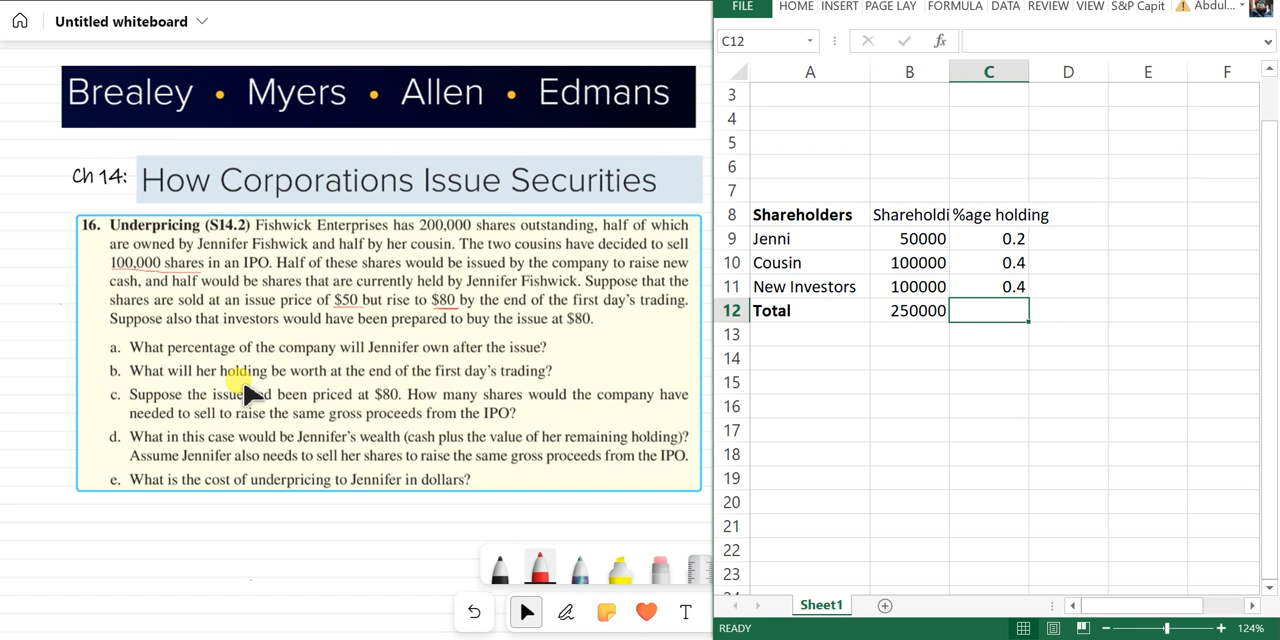 Untitled whiteboard
Brealey • Myers • Allen • Edmans
Ch 14: How Corporations Issue Securities
16. Underpricing (S14.2) Fishwick Enterprises has 200,000 shares outstanding, half of which
are owned by Jennifer Fishwick and half by her cousin. The two cousins have decided to sell
100,000 shares in an IPO. Half of these shares would be issued by the company to raise new
cash, and half would be shares that are currently held by Jennifer Fishwick. Suppose that the
shares are sold at an issue price of $50 but rise to $80 by the end of the first day's trading.
Suppose also that investors would have been prepared to buy the issue at $80.
a. What percentage of the company will Jennifer own after the issue?
b. What will her holding be worth at the end of the first day's trading?
c. Suppose the issue had been priced at $80. How many shares would the company have
needed to sell to raise the same gross proceeds from the IPO?
d. What in this case would be Jennifer's wealth (cash plus the value of her remaining holding)?
Assume Jennifer also needs to sell her shares to raise the same gross proceeds from the IPO.
e. What is the cost of underpricing to Jennifer in dollars?
T
FILE HOME INSERT PAGE LAY FORMULA DATA REVIEW VIEW S&P Capit Abdul...
C12 fx
A B C D E F
3
4
5
6
7
8 Shareholders Shareholdi %age holding
9 Jenni 50000 0.2
10 Cousin 100000 0.4
11 New Investors 100000 0.4
12 Total 250000
13
14
15
16
17
18
19
20
21
22
23
Sheet1
READY 124%